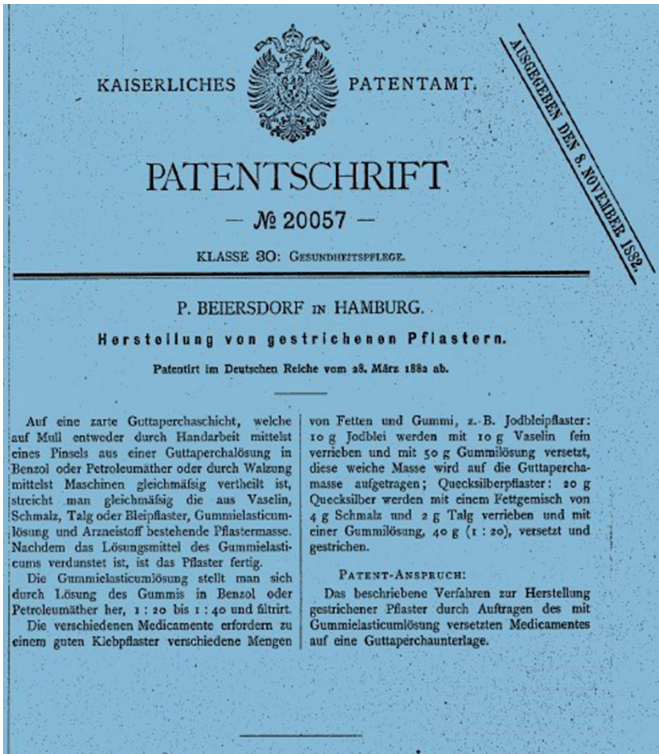 KAISERLICHES PATENTAMT.
AUSGEGEBEN DEN 8. NOVEMBER 1882.
PATENTSCHRIFT
— № 20057 —
KLASSE 30: GESUNDHEITSPFLEGE.
P. BEIERSDORF IN HAMBURG.
Herstellung von gestrichenen Pflastern.
Patentirt im Deutschen Reiche vom 28. März 1882 ab.
Auf eine zarte Guttaperchaschicht, welche
auf Mull entweder durch Handarbeit mittelst
eines Pinsels aus einer Guttaperchalösung in
Benzol oder Petroleumäther oder durch Walzung
mittelst Maschinen gleichmäſsig vertheilt ist,
streicht man gleichmäſsig die aus Vaselin,
Schmalz, Talg oder Bleipflaster, Gummielasticum-
lösung und Arzneistoff bestehende Pflastermasse.
Nachdem das Lösungsmittel des Gummielasti-
cums verdunstet ist, ist das Pflaster fertig.
Die Gummielasticumlösung stellt man sich
durch Lösung des Gummis in Benzol oder
Petroleumäther her, 1 : 20 bis 1 : 40 und filtrirt.
Die verschiedenen Medicamente erfordern zu
einem guten Klebpflaster verschiedene Mengen
von Fetten und Gummi, z. B. Jodbleipflaster:
10 g Jodblei werden mit 10 g Vaselin fein
verrieben und mit 50 g Gummilösung versetzt,
diese weiche Masse wird auf die Guttapercha-
masse aufgetragen; Quecksilberpflaster: 20 g
Quecksilber werden mit einem Fettgemisch von
4 g Schmalz und 2 g Talg verrieben und mit
einer Gummilösung, 40 g (1 : 20), versetzt und
gestrichen.
PATENT-ANSPRUCH:
Das beschriebene Verfahren zur Herstellung
gestrichener Pflaster durch Auftragen des mit
Gummielasticumlösung versetzten Medicamentes
auf eine Guttaperchaunterlage.